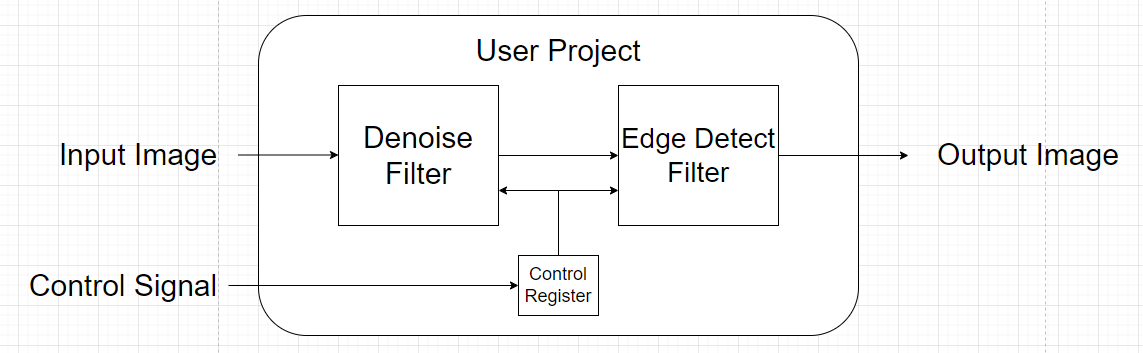 User Project
Denoise
Filter
Edge Detect
Filter
Input Image
Output Image
Control
Register
Control Signal